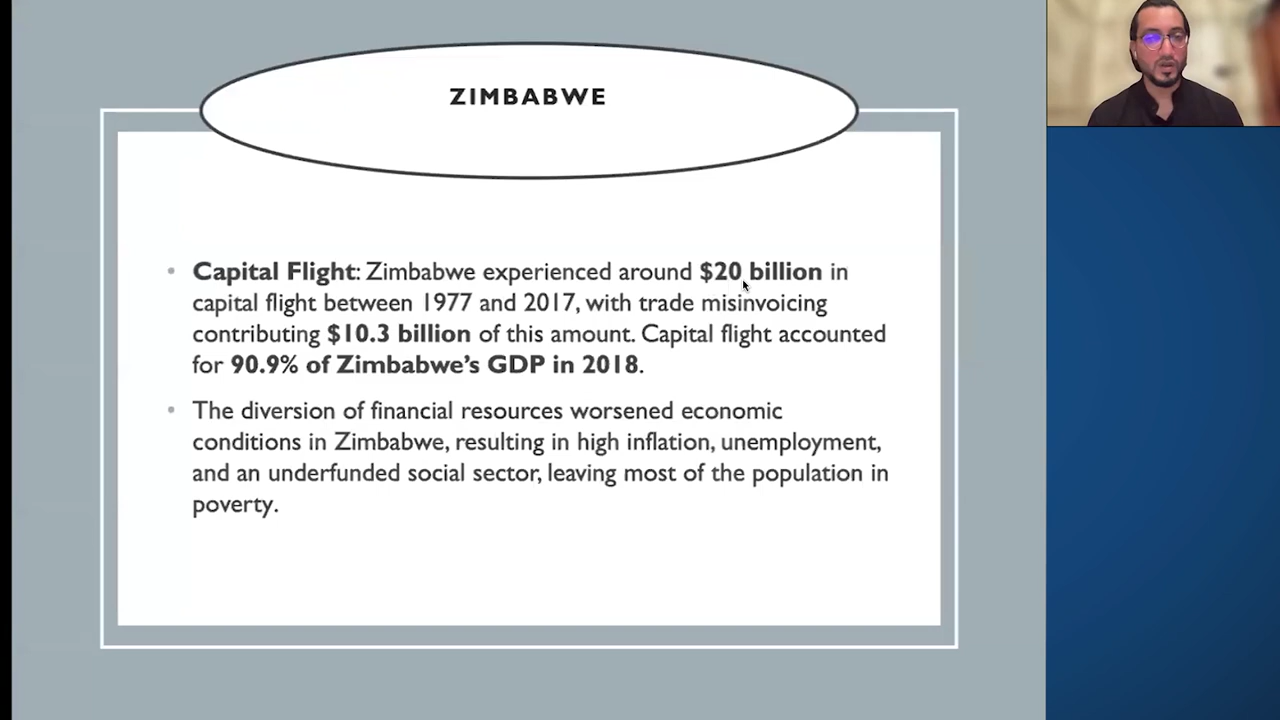 ZIMBABWE
• Capital Flight: Zimbabwe experienced around $20 billion in
capital flight between 1977 and 2017, with trade misinvoicing
contributing $10.3 billion of this amount. Capital flight accounted
for 90.9% of Zimbabwe’s GDP in 2018.
• The diversion of financial resources worsened economic
conditions in Zimbabwe, resulting in high inflation, unemployment,
and an underfunded social sector, leaving most of the population in
poverty.